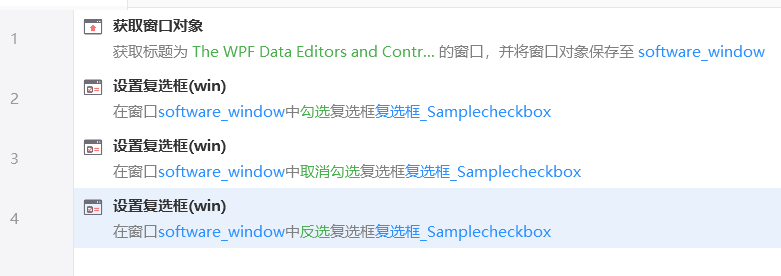 1
获取窗口对象
获取标题为 The WPF Data Editors and Contr... 的窗口，并将窗口对象保存至 software_window
2
设置复选框(win)
在窗口software_window中勾选复选框复选框_Samplecheckbox
3
设置复选框(win)
在窗口software_window中取消勾选复选框复选框_Samplecheckbox
4
设置复选框(win)
在窗口software_window中反选复选框复选框_Samplecheckbox